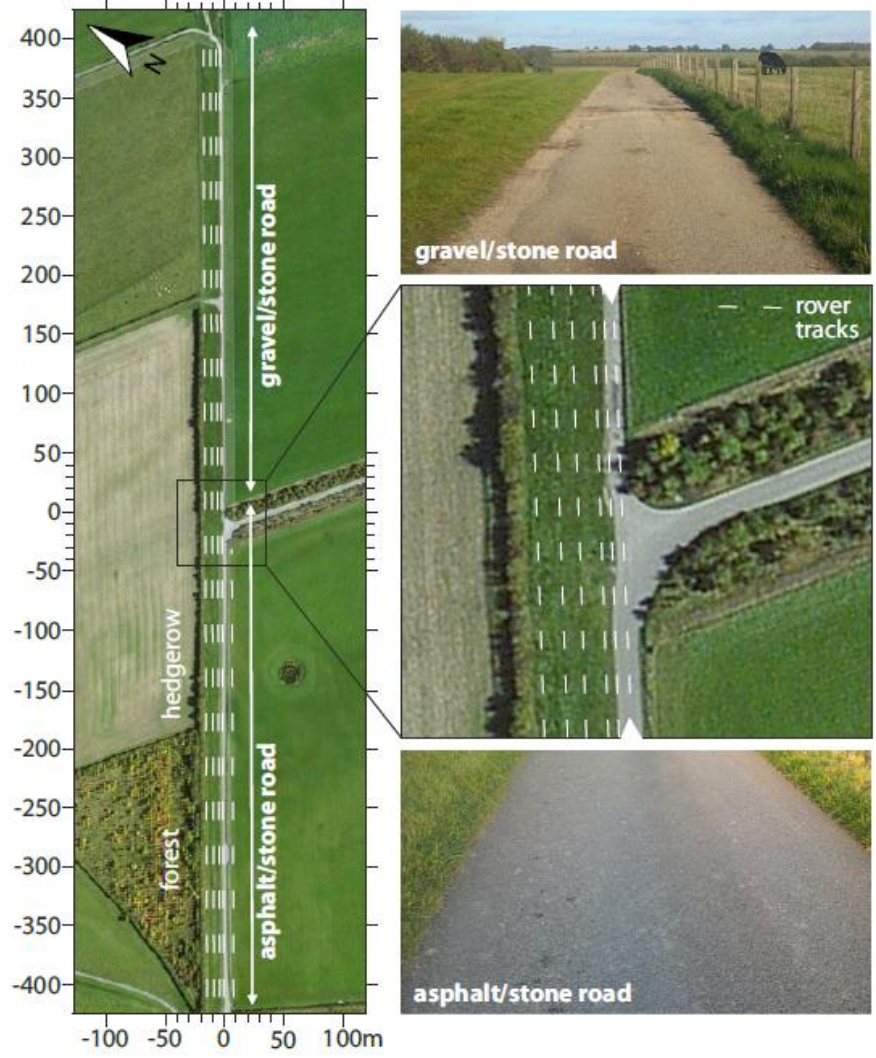 400
350
300
250
200
150
100
50
0
-50
-100
-150
-200
-250
-300
-350
-400
-100 -50 0 50 100m
N
gravel/stone road
hedgerow
forest
asphalt/stone road
gravel/stone road
rover
tracks
asphalt/stone road